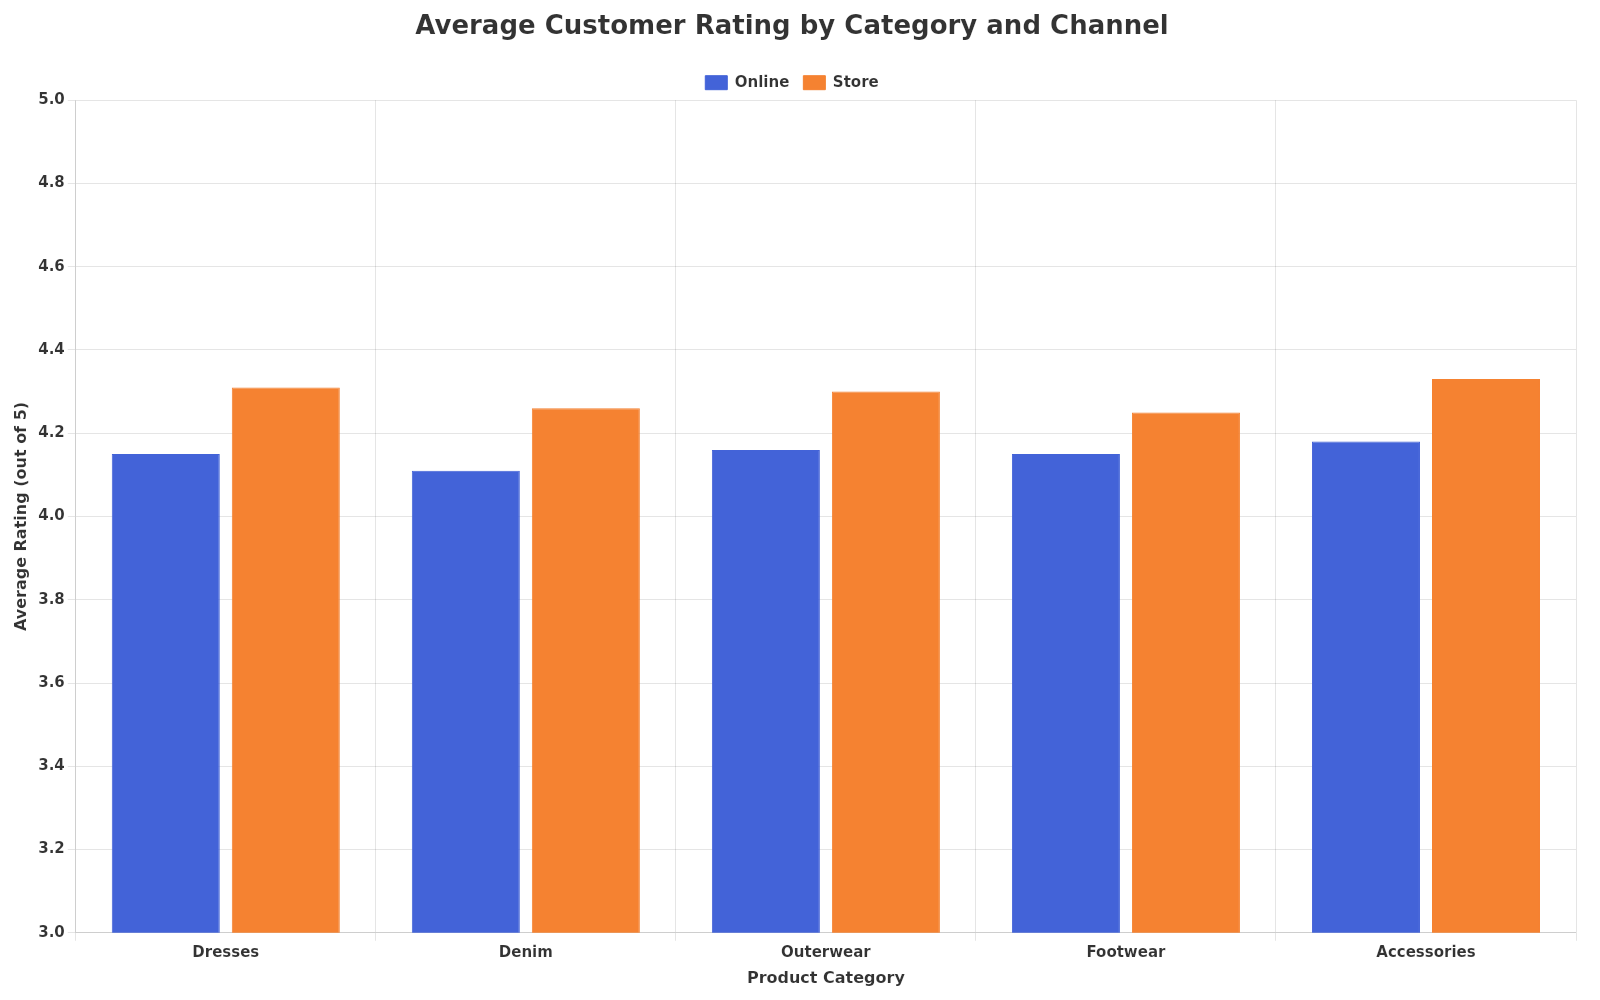 Average Customer Rating by Category and Channel
Online Store
5.0
4.8
4.6
4.4
4.2
4.0
3.8
3.6
3.4
3.2
3.0
Average Rating (out of 5)
Dresses Denim Outerwear Footwear Accessories
Product Category